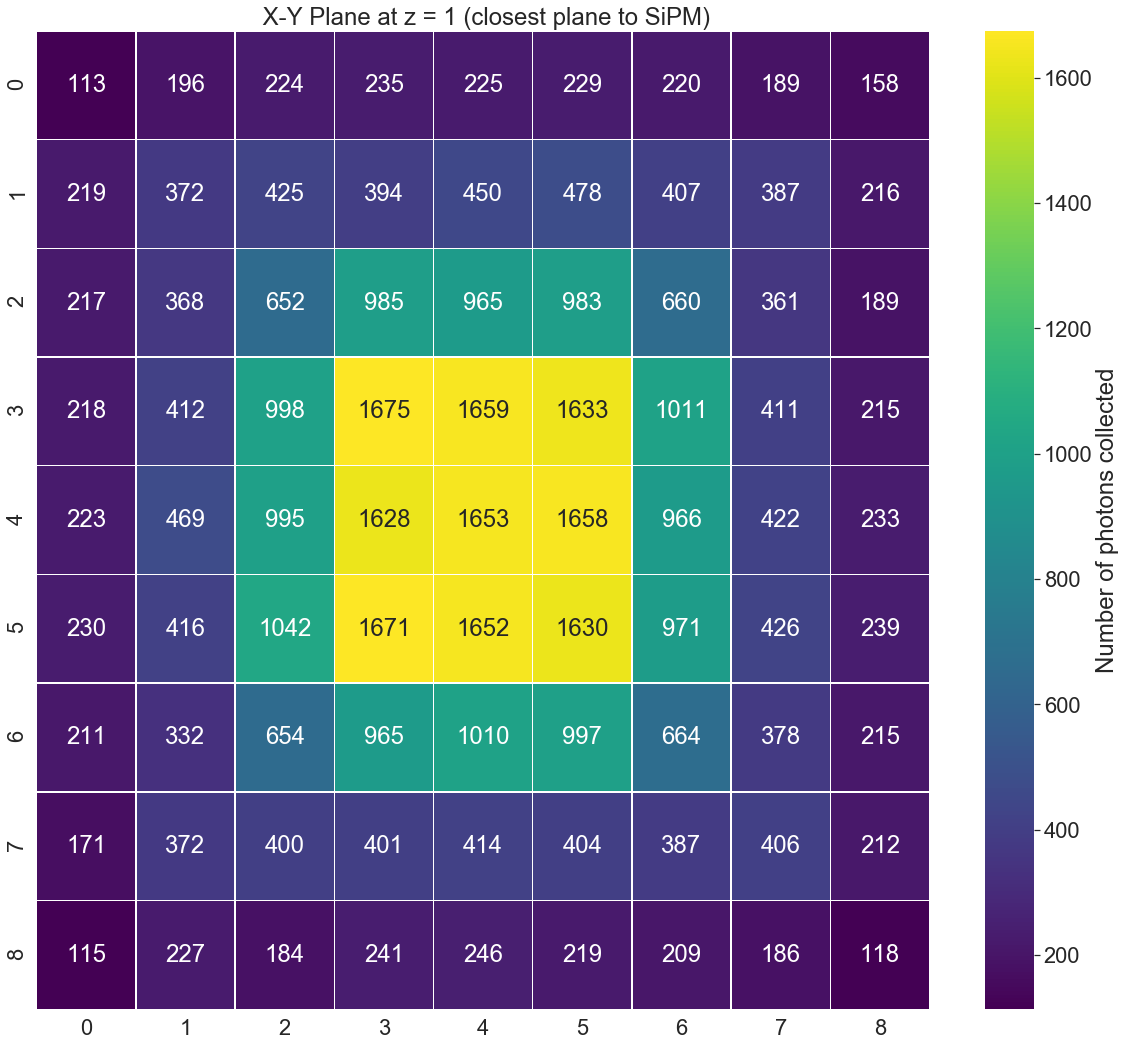 X-Y Plane at z = 1 (closest plane to SiPM)
0 113 196 224 235 225 229 220 189 158
1 219 372 425 394 450 478 407 387 216
2 217 368 652 985 965 983 660 361 189
3 218 412 998 1675 1659 1633 1011 411 215
4 223 469 995 1628 1653 1658 966 422 233
5 230 416 1042 1671 1652 1630 971 426 239
6 211 332 654 965 1010 997 664 378 215
7 171 372 400 401 414 404 387 406 212
8 115 227 184 241 246 219 209 186 118
0 1 2 3 4 5 6 7 8
1600
1400
1200
1000
800
600
400
200
Number of photons collected